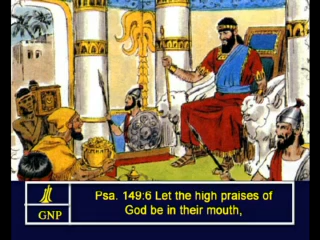 Psa. 149:6 Let the high praises of
God be in their mouth,
GNP